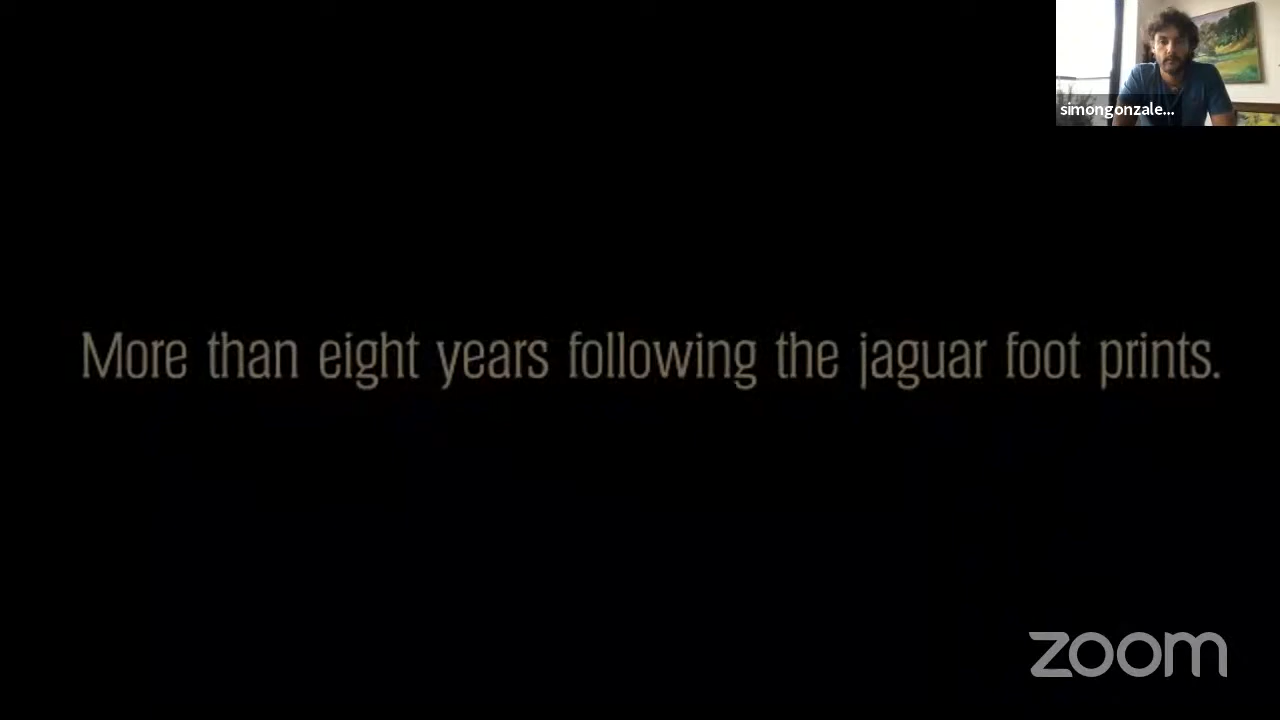 simongonzale...
More than eight years following the jaguar foot prints.
zoom